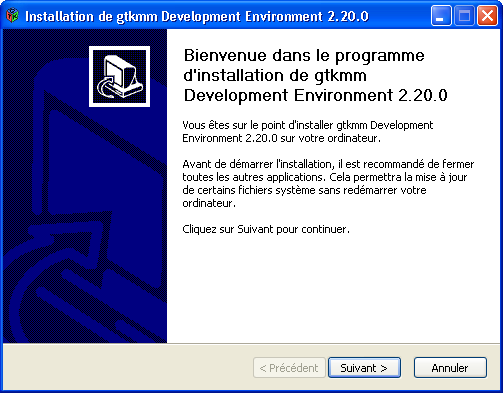 Installation de gtkmm Development Environment 2.20.0
Bienvenue dans le programme
d'installation de gtkmm
Development Environment 2.20.0
Vous êtes sur le point d'installer gtkmm Development
Environment 2.20.0 sur votre ordinateur.
Avant de démarrer l'installation, il est recommandé de fermer
toutes les autres applications. Cela permettra la mise à jour
de certains fichiers système sans redémarrer votre
ordinateur.
Cliquez sur Suivant pour continuer.
< Précédent
Suivant >
Annuler